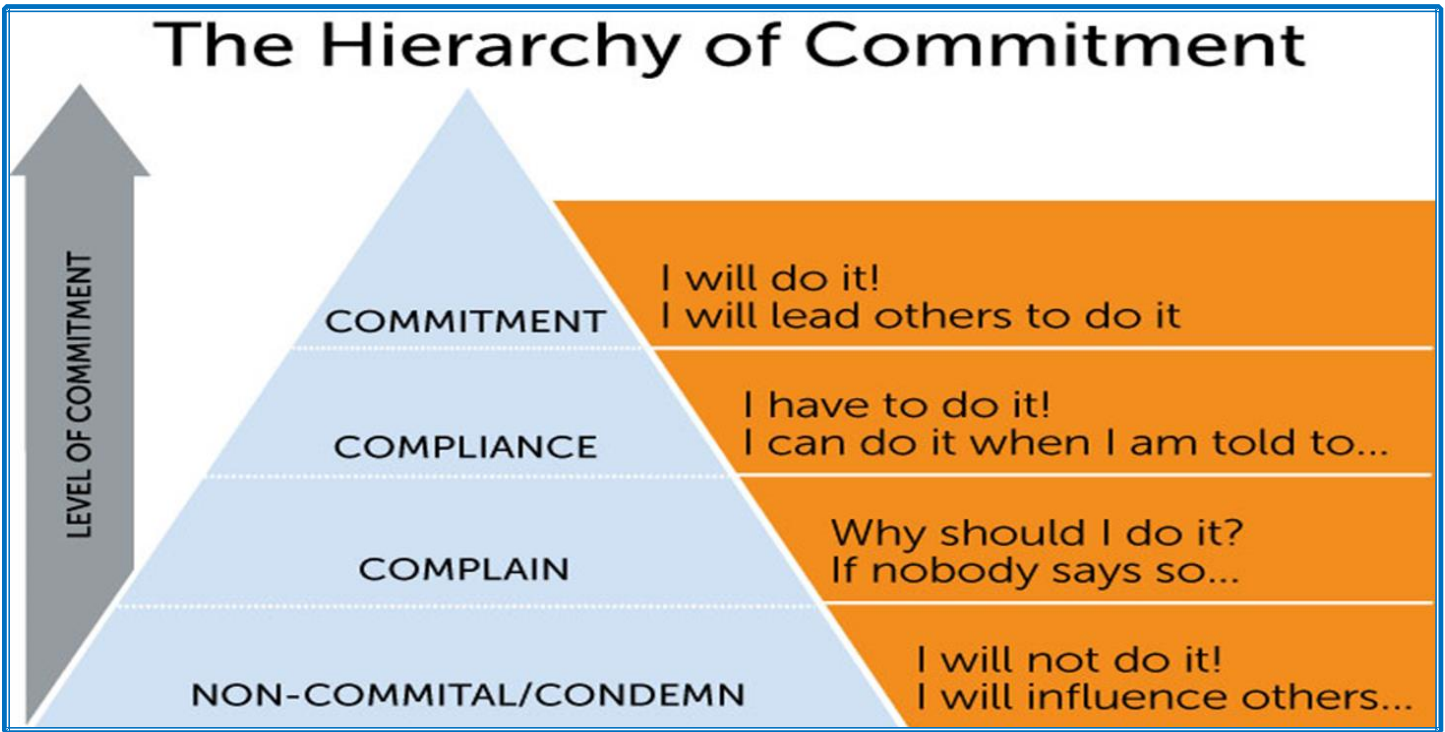 The Hierarchy of Commitment
LEVEL OF COMMITMENT
COMMITMENT
I will do it!
I will lead others to do it
COMPLIANCE
I have to do it!
I can do it when I am told to...
COMPLAIN
Why should I do it?
If nobody says so...
NON-COMMITAL/CONDEMN
I will not do it!
I will influence others...